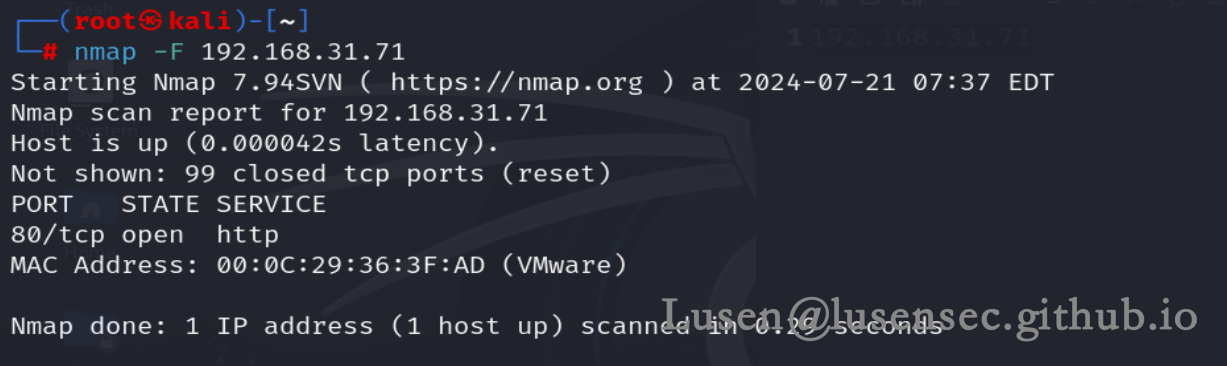 ┌──(root㉿kali)-[~]
└─# nmap -F 192.168.31.71
Starting Nmap 7.94SVN ( https://nmap.org ) at 2024-07-21 07:37 EDT
Nmap scan report for 192.168.31.71
Host is up (0.000042s latency).
Not shown: 99 closed tcp ports (reset)
PORT   STATE SERVICE
80/tcp open  http
MAC Address: 00:0C:29:36:3F:AD (VMware)
Nmap done: 1 IP address (1 host up) scanned in seconds
Lusen@lusensec.github.io
1 192.168.31.71
Trash
File System